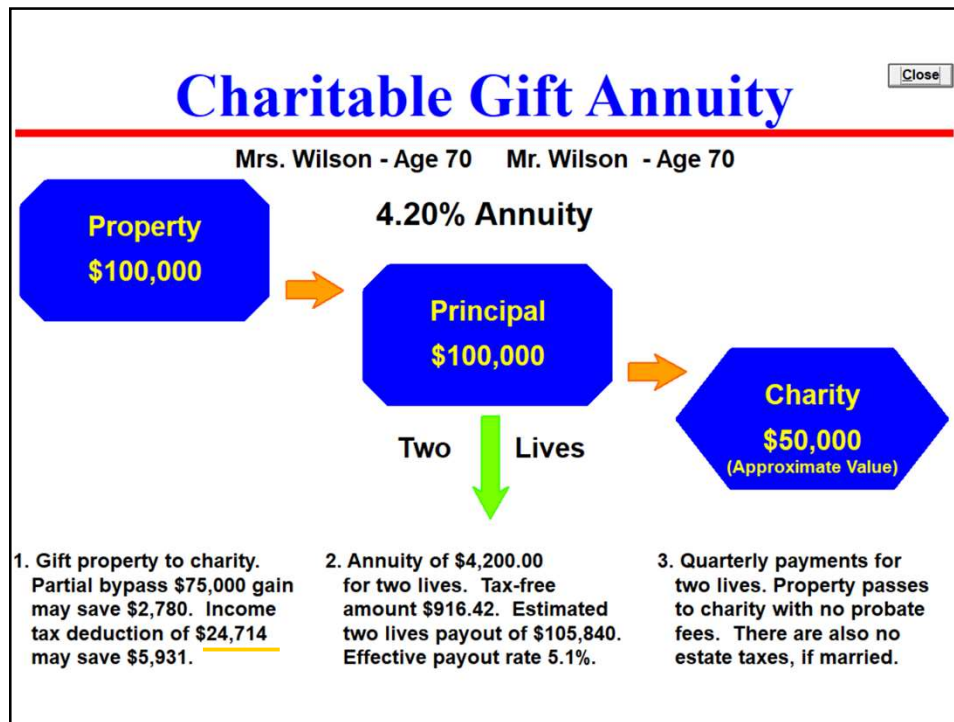 Charitable Gift Annuity
Close
Mrs. Wilson - Age 70 Mr. Wilson - Age 70
4.20% Annuity
Property
$100,000
Principal
$100,000
Charity
$50,000
(Approximate Value)
Two Lives
1. Gift property to charity.
Partial bypass $75,000 gain
may save $2,780. Income
tax deduction of $24,714
may save $5,931.
2. Annuity of $4,200.00
for two lives. Tax-free
amount $916.42. Estimated
two lives payout of $105,840.
Effective payout rate 5.1%.
3. Quarterly payments for
two lives. Property passes
to charity with no probate
fees. There are also no
estate taxes, if married.